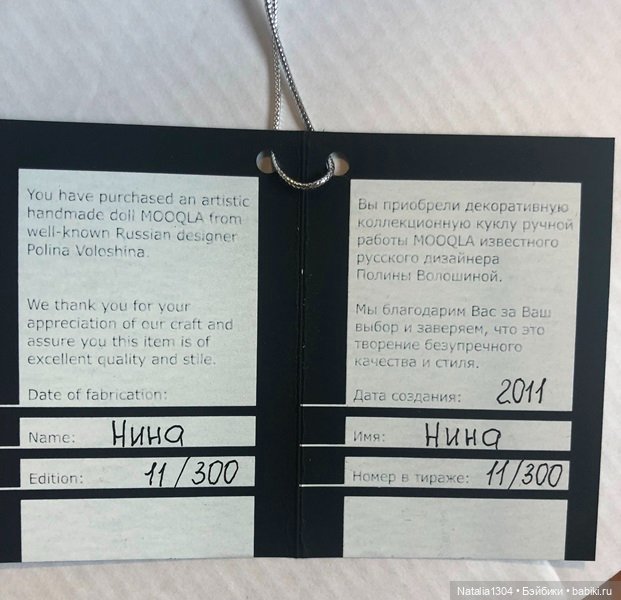 You have purchased an artistic
handmade doll MOOQLA from
well-known Russian designer
Polina Voloshina.
We thank you for your
appreciation of our craft and
assure you this item is of
excellent quality and stile.
Date of fabrication:
Name: Нина
Edition: 11/300
Вы приобрели декоративную
коллекционную куклу ручной
работы MOOQLA известного
русского дизайнера
Полины Волошиной.
Мы благодарим Вас за Ваш
выбор и заверяем, что это
творение безупречного
качества и стиля.
Дата создания: 2011
Имя: Нина
Номер в тираже: 11/300
Natalia1304 • Бэйбики • babiki.ru